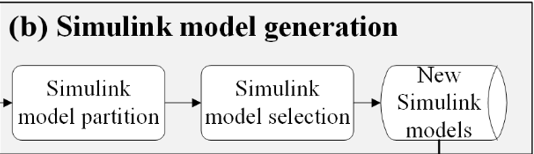 (b) Simulink model generation
Simulink
model partition
Simulink
model selection
New
Simulink
models